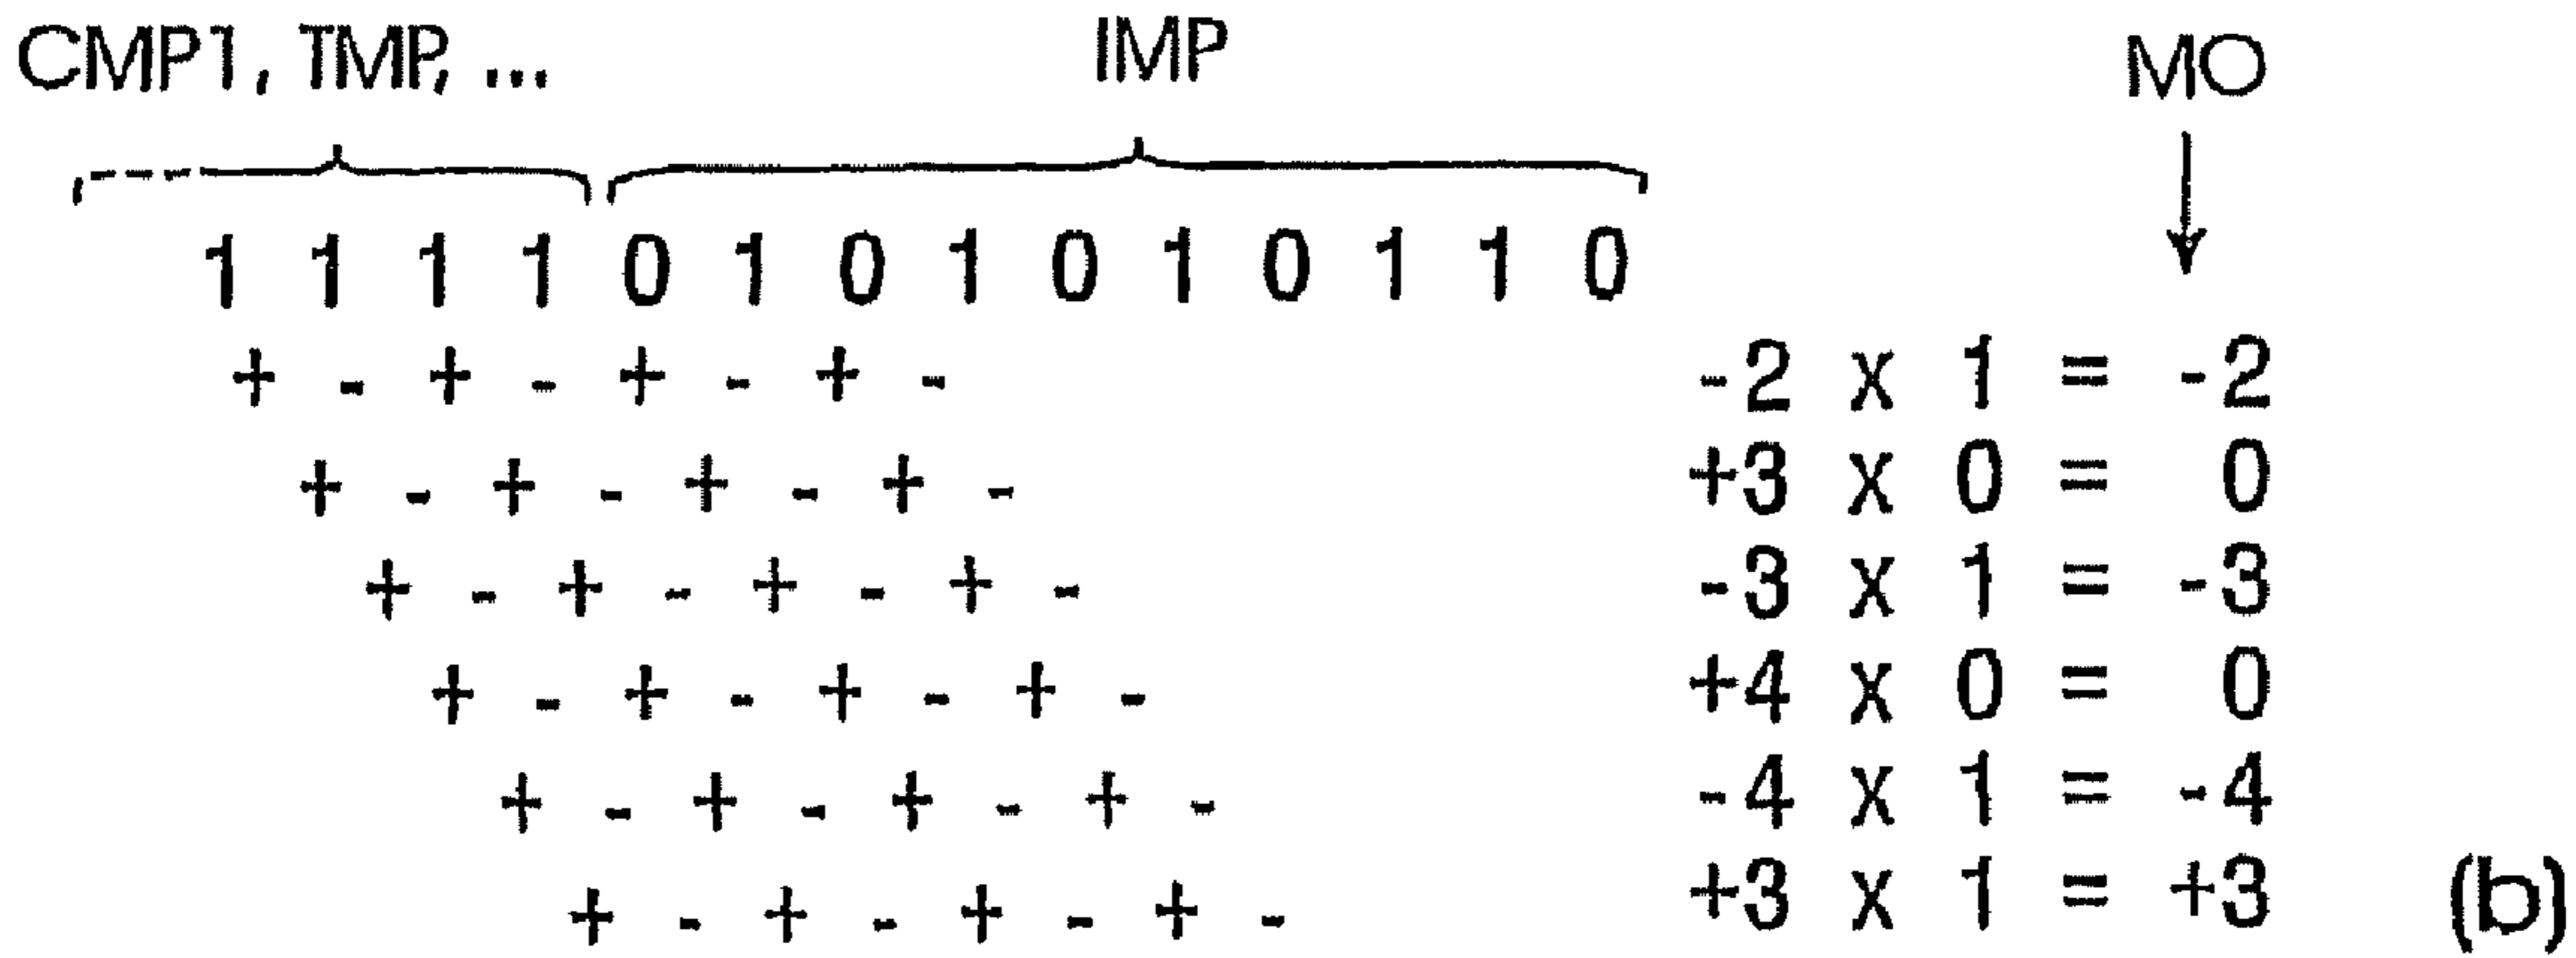 CMP1, TMP, ... IMP MO
1 1 1 1 0 1 0 1 0 1 0 1 1 0
+ - + - + - + - -2 x 1 = -2
+ - + - + - + - +3 x 0 = 0
+ - + - + - + - -3 x 1 = -3
+ - + - + - + - +4 x 0 = 0
+ - + - + - + - -4 x 1 = -4
+ - + - + - + - +3 x 1 = +3 (b)